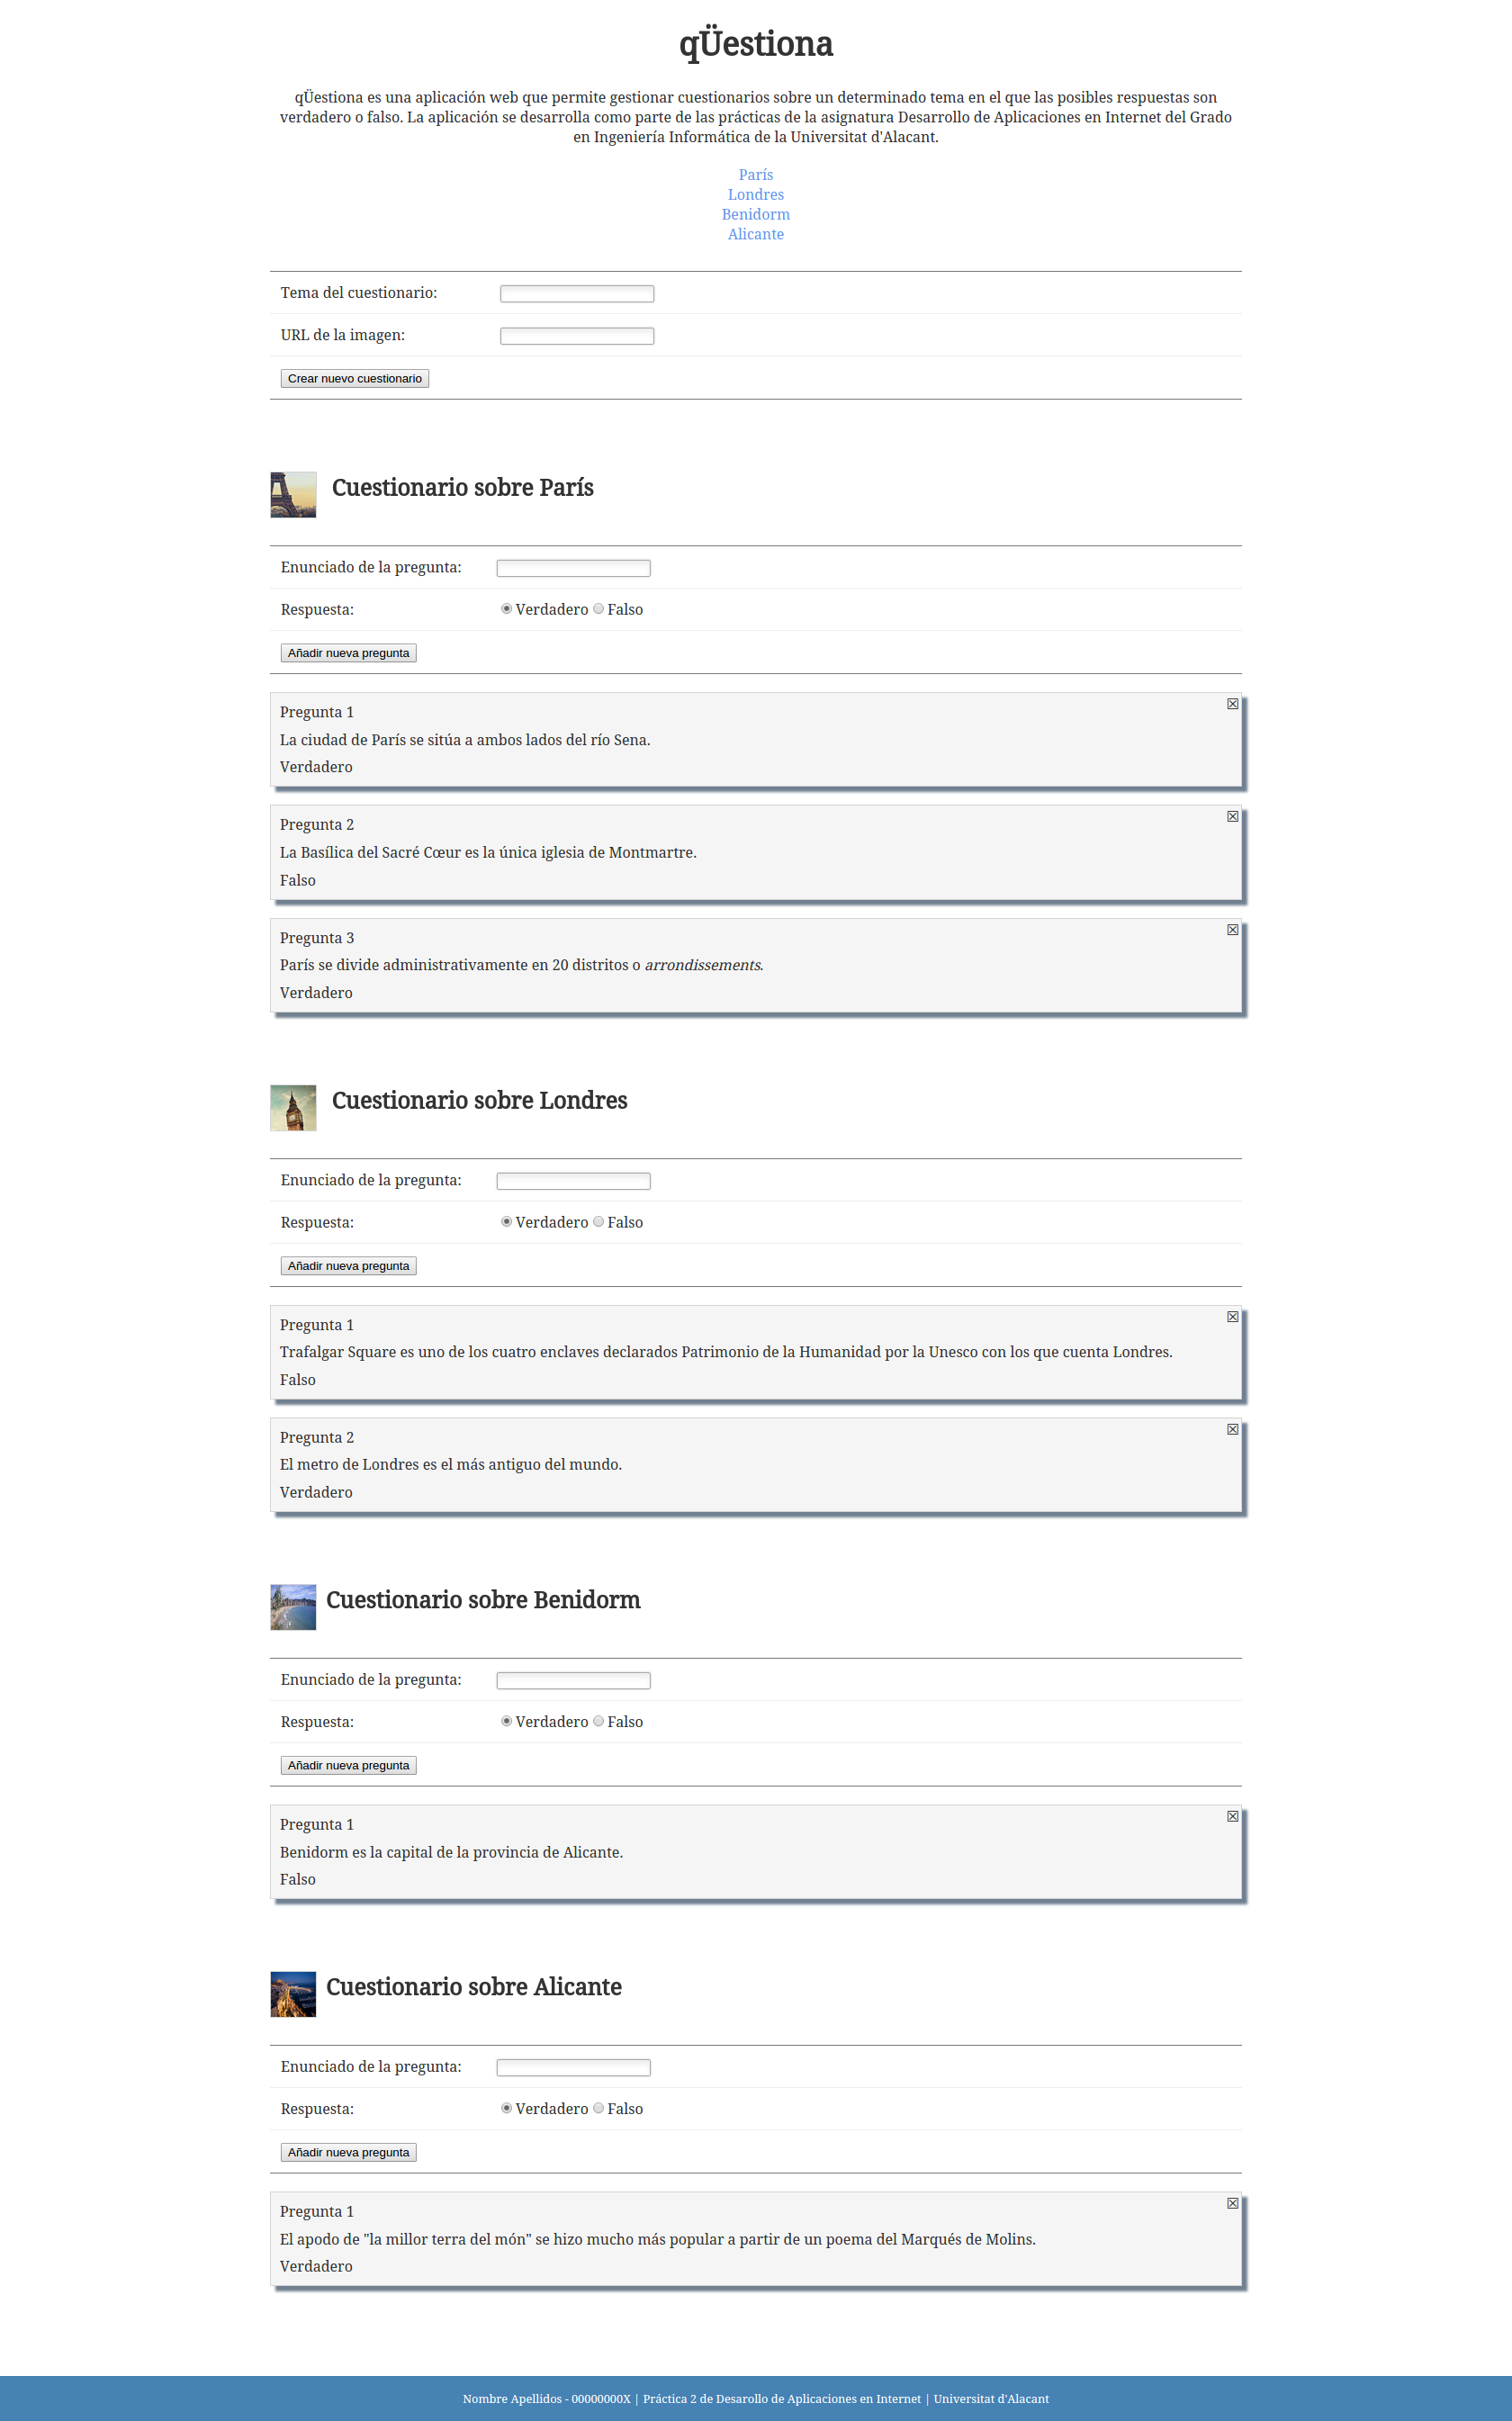 qÜestiona
qÜestiona es una aplicación web que permite gestionar cuestionarios sobre un determinado tema en el que las posibles respuestas son
verdadero o falso. La aplicación se desarrolla como parte de las prácticas de la asignatura Desarrollo de Aplicaciones en Internet del Grado
en Ingeniería Informática de la Universitat d'Alacant.
París
Londres
Benidorm
Alicante
Tema del cuestionario:
URL de la imagen:
Crear nuevo cuestionario
Cuestionario sobre París
Enunciado de la pregunta:
Respuesta: Verdadero Falso
Añadir nueva pregunta
Pregunta 1
La ciudad de París se sitúa a ambos lados del río Sena.
Verdadero
Pregunta 2
La Basílica del Sacré Cœur es la única iglesia de Montmartre.
Falso
Pregunta 3
París se divide administrativamente en 20 distritos o arrondissements.
Verdadero
Cuestionario sobre Londres
Enunciado de la pregunta:
Respuesta: Verdadero Falso
Añadir nueva pregunta
Pregunta 1
Trafalgar Square es uno de los cuatro enclaves declarados Patrimonio de la Humanidad por la Unesco con los que cuenta Londres.
Falso
Pregunta 2
El metro de Londres es el más antiguo del mundo.
Verdadero
Cuestionario sobre Benidorm
Enunciado de la pregunta:
Respuesta: Verdadero Falso
Añadir nueva pregunta
Pregunta 1
Benidorm es la capital de la provincia de Alicante.
Falso
Cuestionario sobre Alicante
Enunciado de la pregunta:
Respuesta: Verdadero Falso
Añadir nueva pregunta
Pregunta 1
El apodo de "la millor terra del món" se hizo mucho más popular a partir de un poema del Marqués de Molins.
Verdadero
Nombre Apellidos - 00000000X | Práctica 2 de Desarollo de Aplicaciones en Internet | Universitat d'Alacant